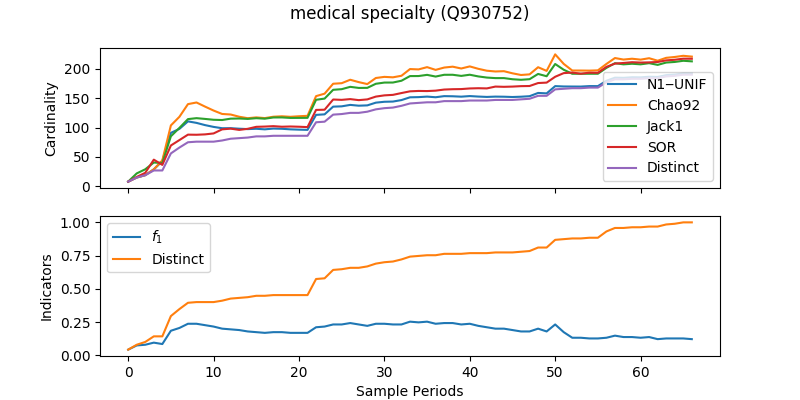 medical specialty (Q930752)
Cardinality
200
150
100
50
0
N1−UNIF
Chao92
Jack1
SOR
Distinct
Indicators
1.00
0.75
0.50
0.25
0.00
f1
Distinct
0 10 20 30 40 50 60
Sample Periods